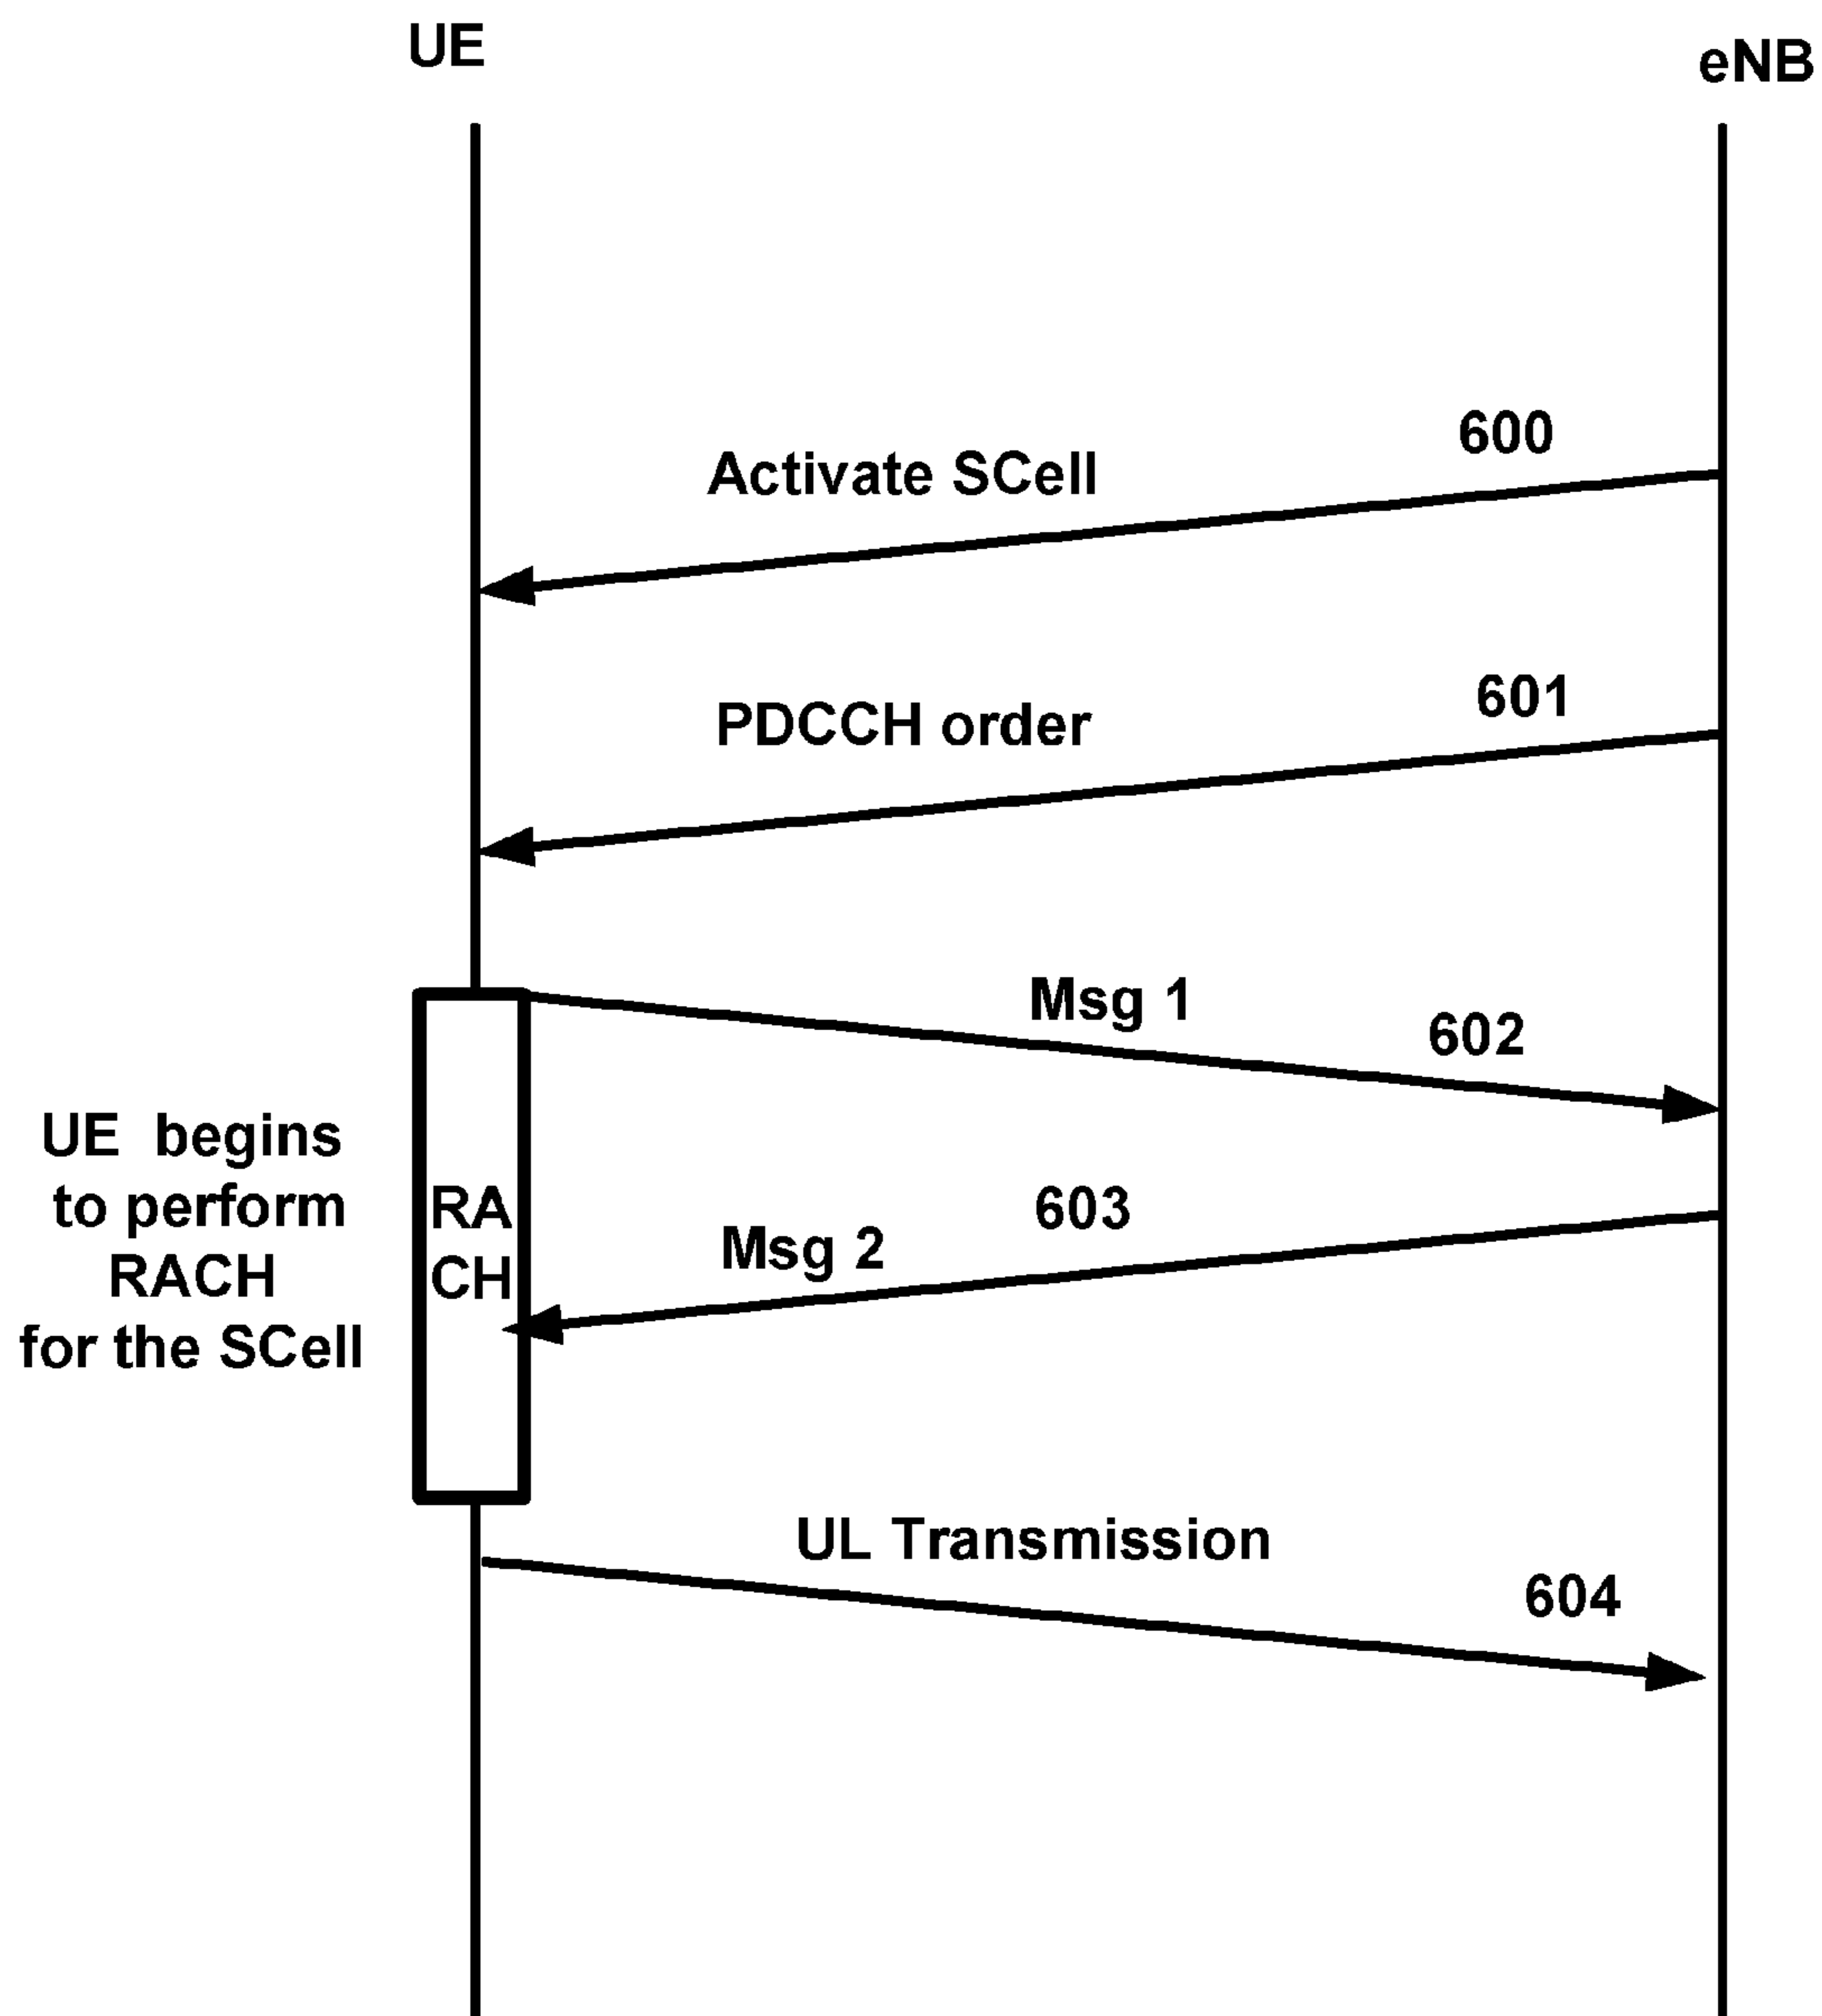 UE
eNB
600
Activate SCell
601
PDCCH order
Msg 1
602
UE begins
to perform
RACH
for the SCell
RA
CH
603
Msg 2
UL Transmission
604